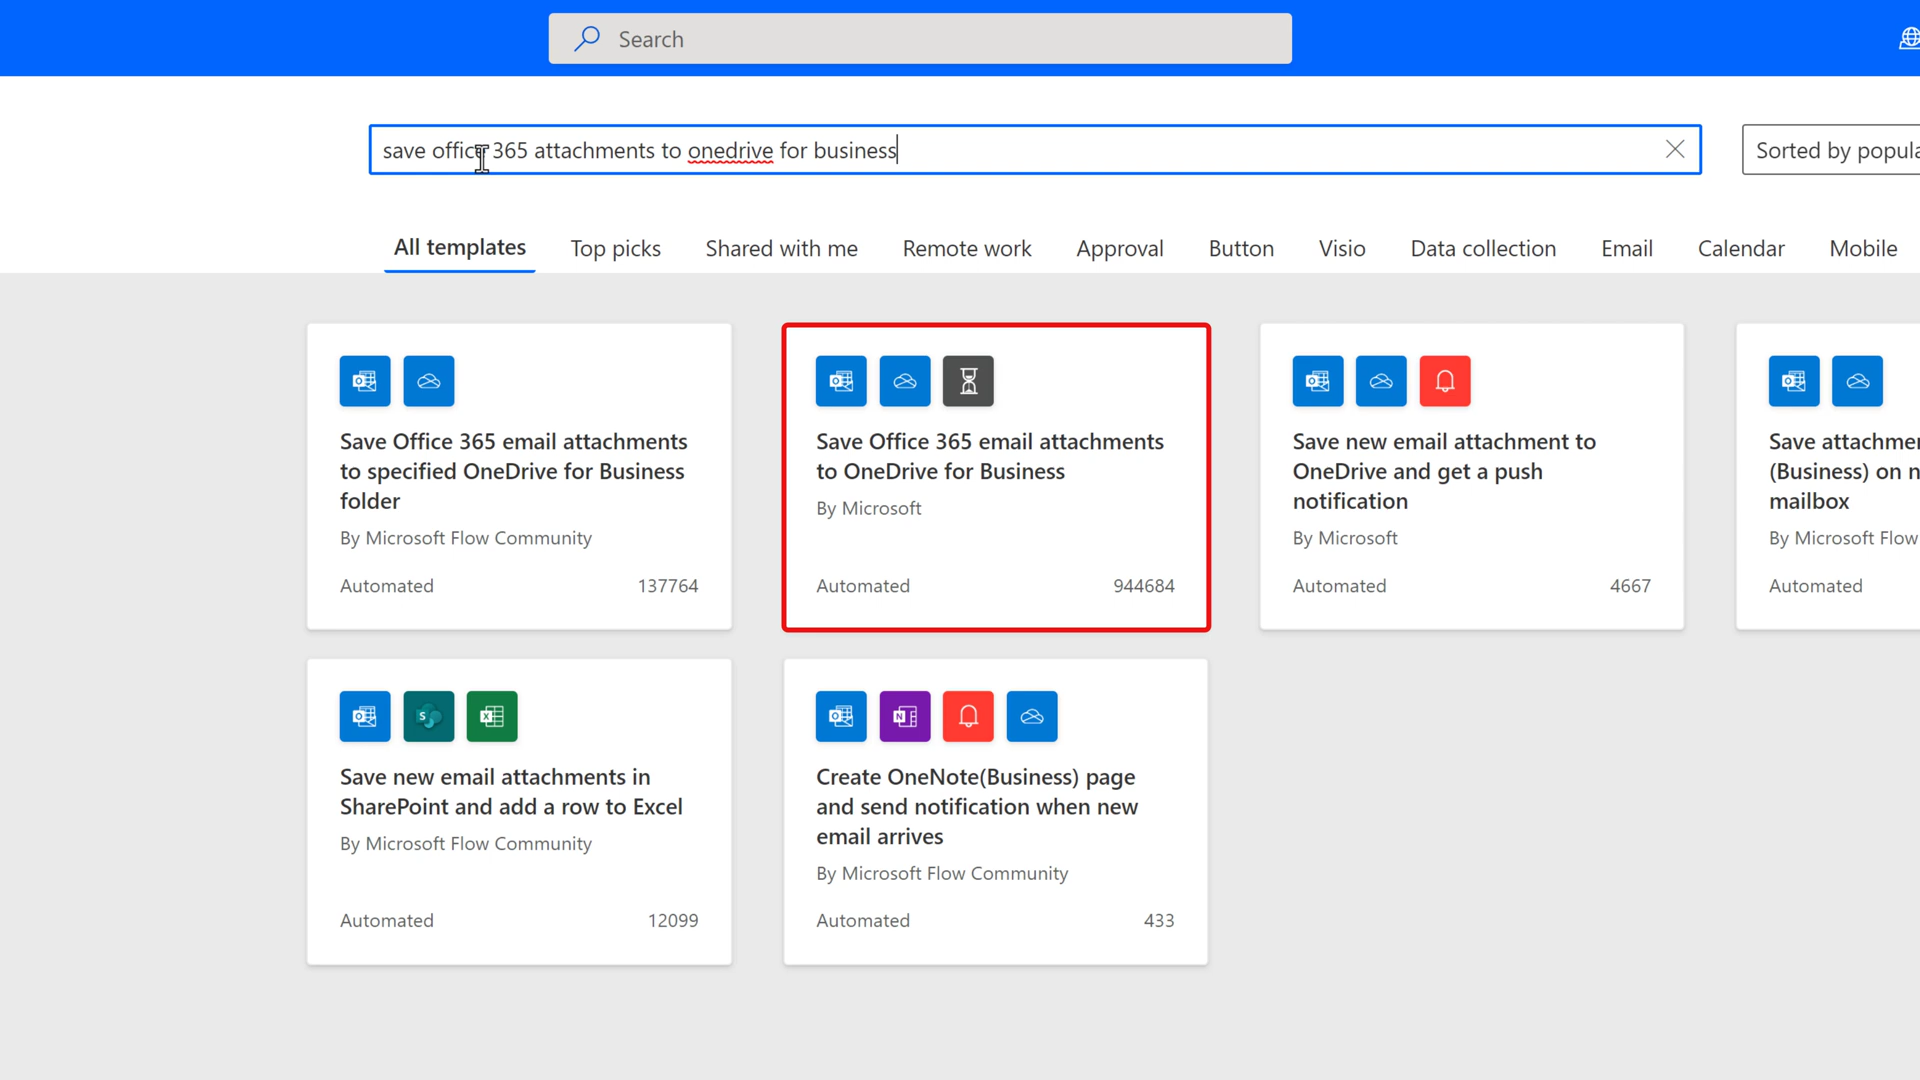 Search
save office 365 attachments to onedrive for business
Sorted by popula
All templates
Top picks
Shared with me
Remote work
Approval
Button
Visio
Data collection
Email
Calendar
Mobile
Save Office 365 email attachments
to specified OneDrive for Business
folder
By Microsoft Flow Community
Automated
137764
Save Office 365 email attachments
to OneDrive for Business
By Microsoft
Automated
944684
Save new email attachment to
OneDrive and get a push
notification
By Microsoft
Automated
4667
Save attachme
(Business) on n
mailbox
By Microsoft Flow
Automated
Save new email attachments in
SharePoint and add a row to Excel
By Microsoft Flow Community
Automated
12099
Create OneNote(Business) page
and send notification when new
email arrives
By Microsoft Flow Community
Automated
433